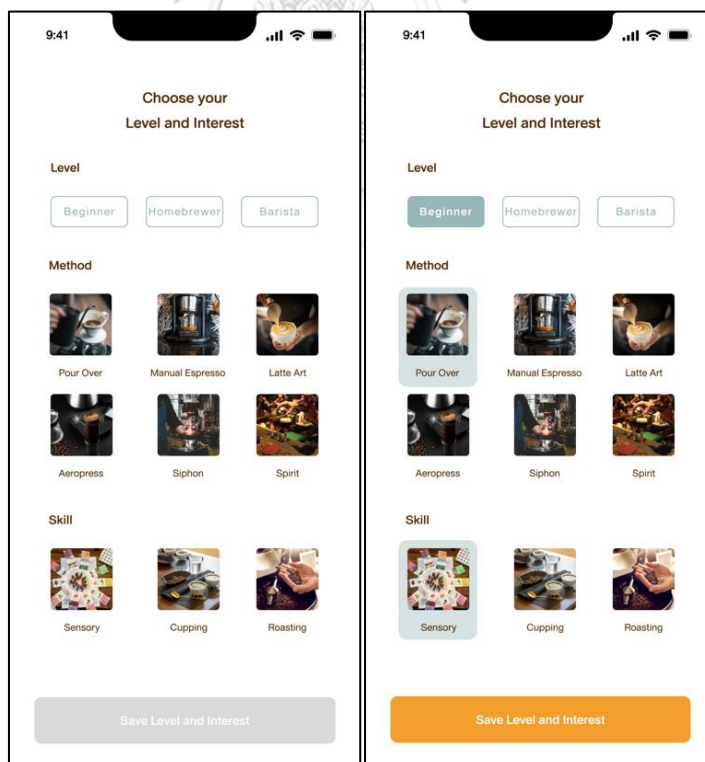 9:41
Choose your
Level and Interest
Level
Beginner Homebrewer Barista
Method
Pour Over Manual Espresso Latte Art
Aeropress Siphon Spirit
Skill
Sensory Cupping Roasting
Save Level and Interest
9:41
Choose your
Level and Interest
Level
Beginner Homebrewer Barista
Method
Pour Over Manual Espresso Latte Art
Aeropress Siphon Spirit
Skill
Sensory Cupping Roasting
Save Level and Interest